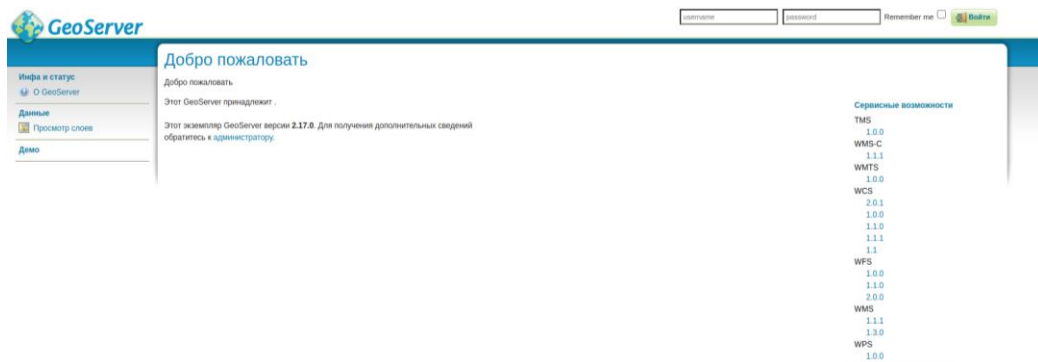 GeoServer
username
password
Remember me
Войти
Инфа и статус
О GeoServer
Данные
Просмотр слоев
Демо
Добро пожаловать
Добро пожаловать
Этот GeoServer принадлежит .
Этот экземпляр GeoServer версии 2.17.0. Для получения дополнительных сведений
обратитесь к администратору.
Сервисные возможности
TMS
1.0.0
WMS-C
1.1.1
WMTS
1.0.0
WCS
2.0.1
1.0.0
1.1.0
1.1.1
1.1
WFS
1.0.0
1.1.0
2.0.0
WMS
1.1.1
1.3.0
WPS
1.0.0